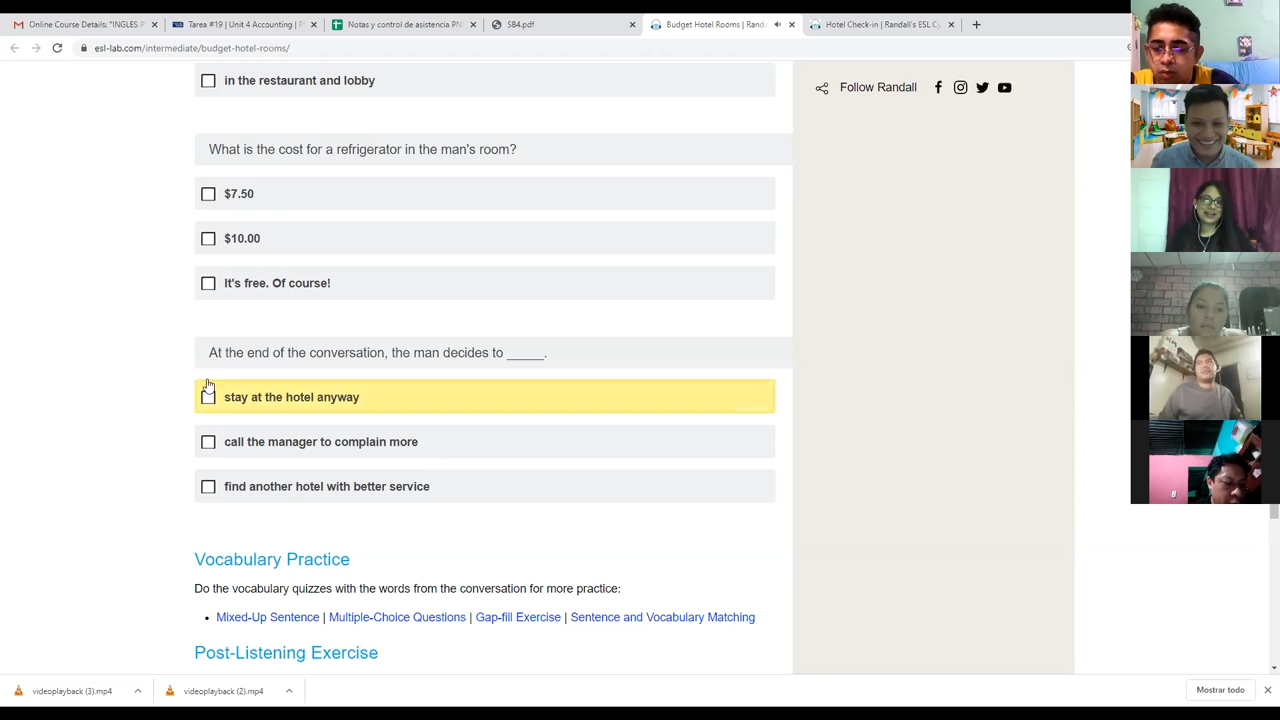 Online Course Details: "INGLES P
Tarea #19 | Unit 4 Accounting | P
Notas y control de asistencia PN
SB4.pdf
Budget Hotel Rooms | Rand
Hotel Check-in | Randall's ESL Cy
esl-lab.com/intermediate/budget-hotel-rooms/
in the restaurant and lobby
Follow Randall
What is the cost for a refrigerator in the man's room?
$7.50
$10.00
It's free. Of course!
At the end of the conversation, the man decides to _____.
stay at the hotel anyway
call the manager to complain more
find another hotel with better service
Vocabulary Practice
Do the vocabulary quizzes with the words from the conversation for more practice:
• Mixed-Up Sentence | Multiple-Choice Questions | Gap-fill Exercise | Sentence and Vocabulary Matching
Post-Listening Exercise
videoplayback (3).mp4
videoplayback (2).mp4
Mostrar todo